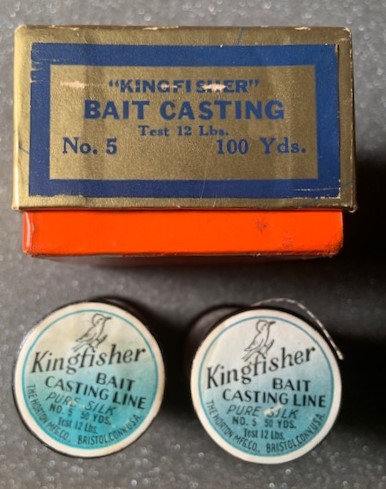 "KINGFISHER"
BAIT CASTING
Test 12 Lbs.
No. 5 100 Yds.
Kingfisher
BAIT
CASTING LINE
PURE SILK
NO. 5 50 YDS.
Test 12 Lbs.
THE HORTON MFG.CO. BRISTOL,CONN.U.S.A.
Kingfisher
BAIT
CASTING LINE
PURE SILK
NO. 5 50 YDS.
Test 12 Lbs.
THE HORTON MFG.CO. BRISTOL,CONN.U.S.A.